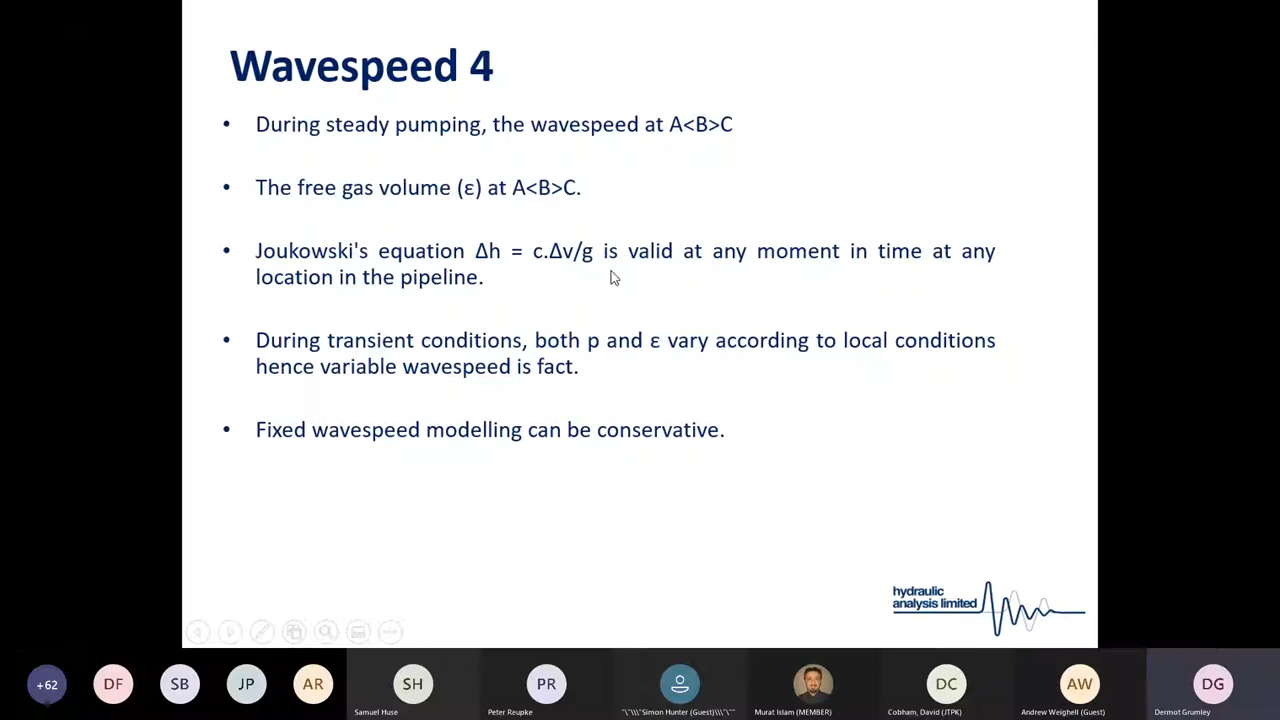 Wavespeed 4
• During steady pumping, the wavespeed at A<B>C
• The free gas volume (ε) at A<B>C.
• Joukowski's equation Δh = c.Δv/g is valid at any moment in time at any
location in the pipeline.
• During transient conditions, both p and ε vary according to local conditions
hence variable wavespeed is fact.
• Fixed wavespeed modelling can be conservative.
hydraulic
analysis limited
+62 DF SB JP AR SH PR DC AW DG
Samuel Huse Peter Reupke "\"\\"Simon Hunter (Guest)\\\"\"" Murat Islam (MEMBER) Cobham, David (JTPK) Andrew Weighell (Guest) Dermot Grumley